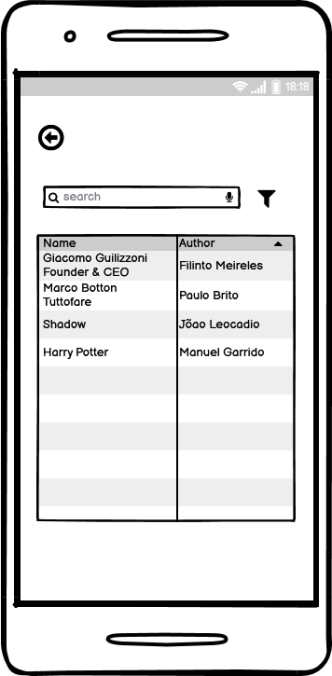 18:18
search
Name Author
Giacomo Guilizzoni
Founder & CEO Filinto Meireles
Marco Botton
Tuttofare Paulo Brito
Shadow Jõao Leocadio
Harry Potter Manuel Garrido